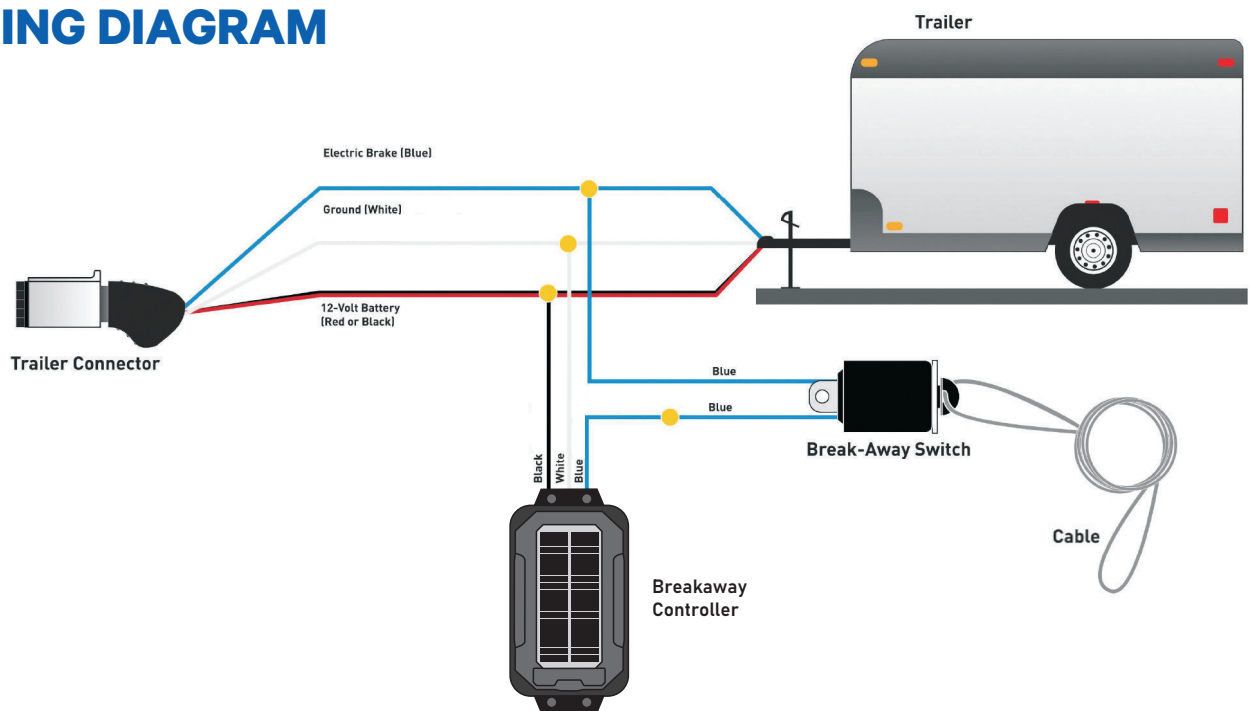 ING DIAGRAM
Trailer
Electric Brake (Blue)
Ground (White)
12-Volt Battery
(Red or Black)
Trailer Connector
Blue
Blue
Break-Away Switch
Black
White
Blue
Cable
Breakaway
Controller